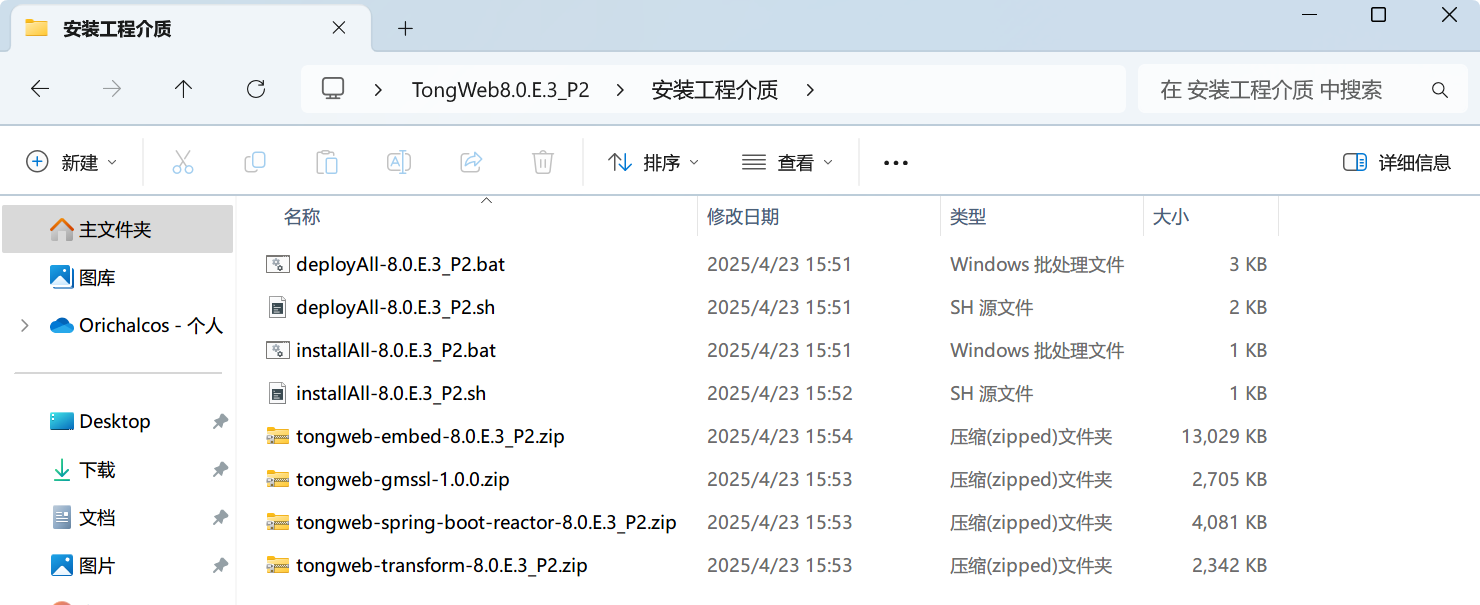 安装工程介质
TongWeb8.0.E.3_P2 安装工程介质 在 安装工程介质 中搜索
新建 排序 查看 详细信息
名称 修改日期 类型 大小
主文件夹
图库
Orichalcos - 个人
Desktop
下载
文档
图片
deployAll-8.0.E.3_P2.bat 2025/4/23 15:51 Windows 批处理文件 3 KB
deployAll-8.0.E.3_P2.sh 2025/4/23 15:51 SH 源文件 2 KB
installAll-8.0.E.3_P2.bat 2025/4/23 15:51 Windows 批处理文件 1 KB
installAll-8.0.E.3_P2.sh 2025/4/23 15:52 SH 源文件 1 KB
tongweb-embed-8.0.E.3_P2.zip 2025/4/23 15:54 压缩(zipped)文件夹 13,029 KB
tongweb-gmssl-1.0.0.zip 2025/4/23 15:53 压缩(zipped)文件夹 2,705 KB
tongweb-spring-boot-reactor-8.0.E.3_P2.zip 2025/4/23 15:53 压缩(zipped)文件夹 4,081 KB
tongweb-transform-8.0.E.3_P2.zip 2025/4/23 15:53 压缩(zipped)文件夹 2,342 KB